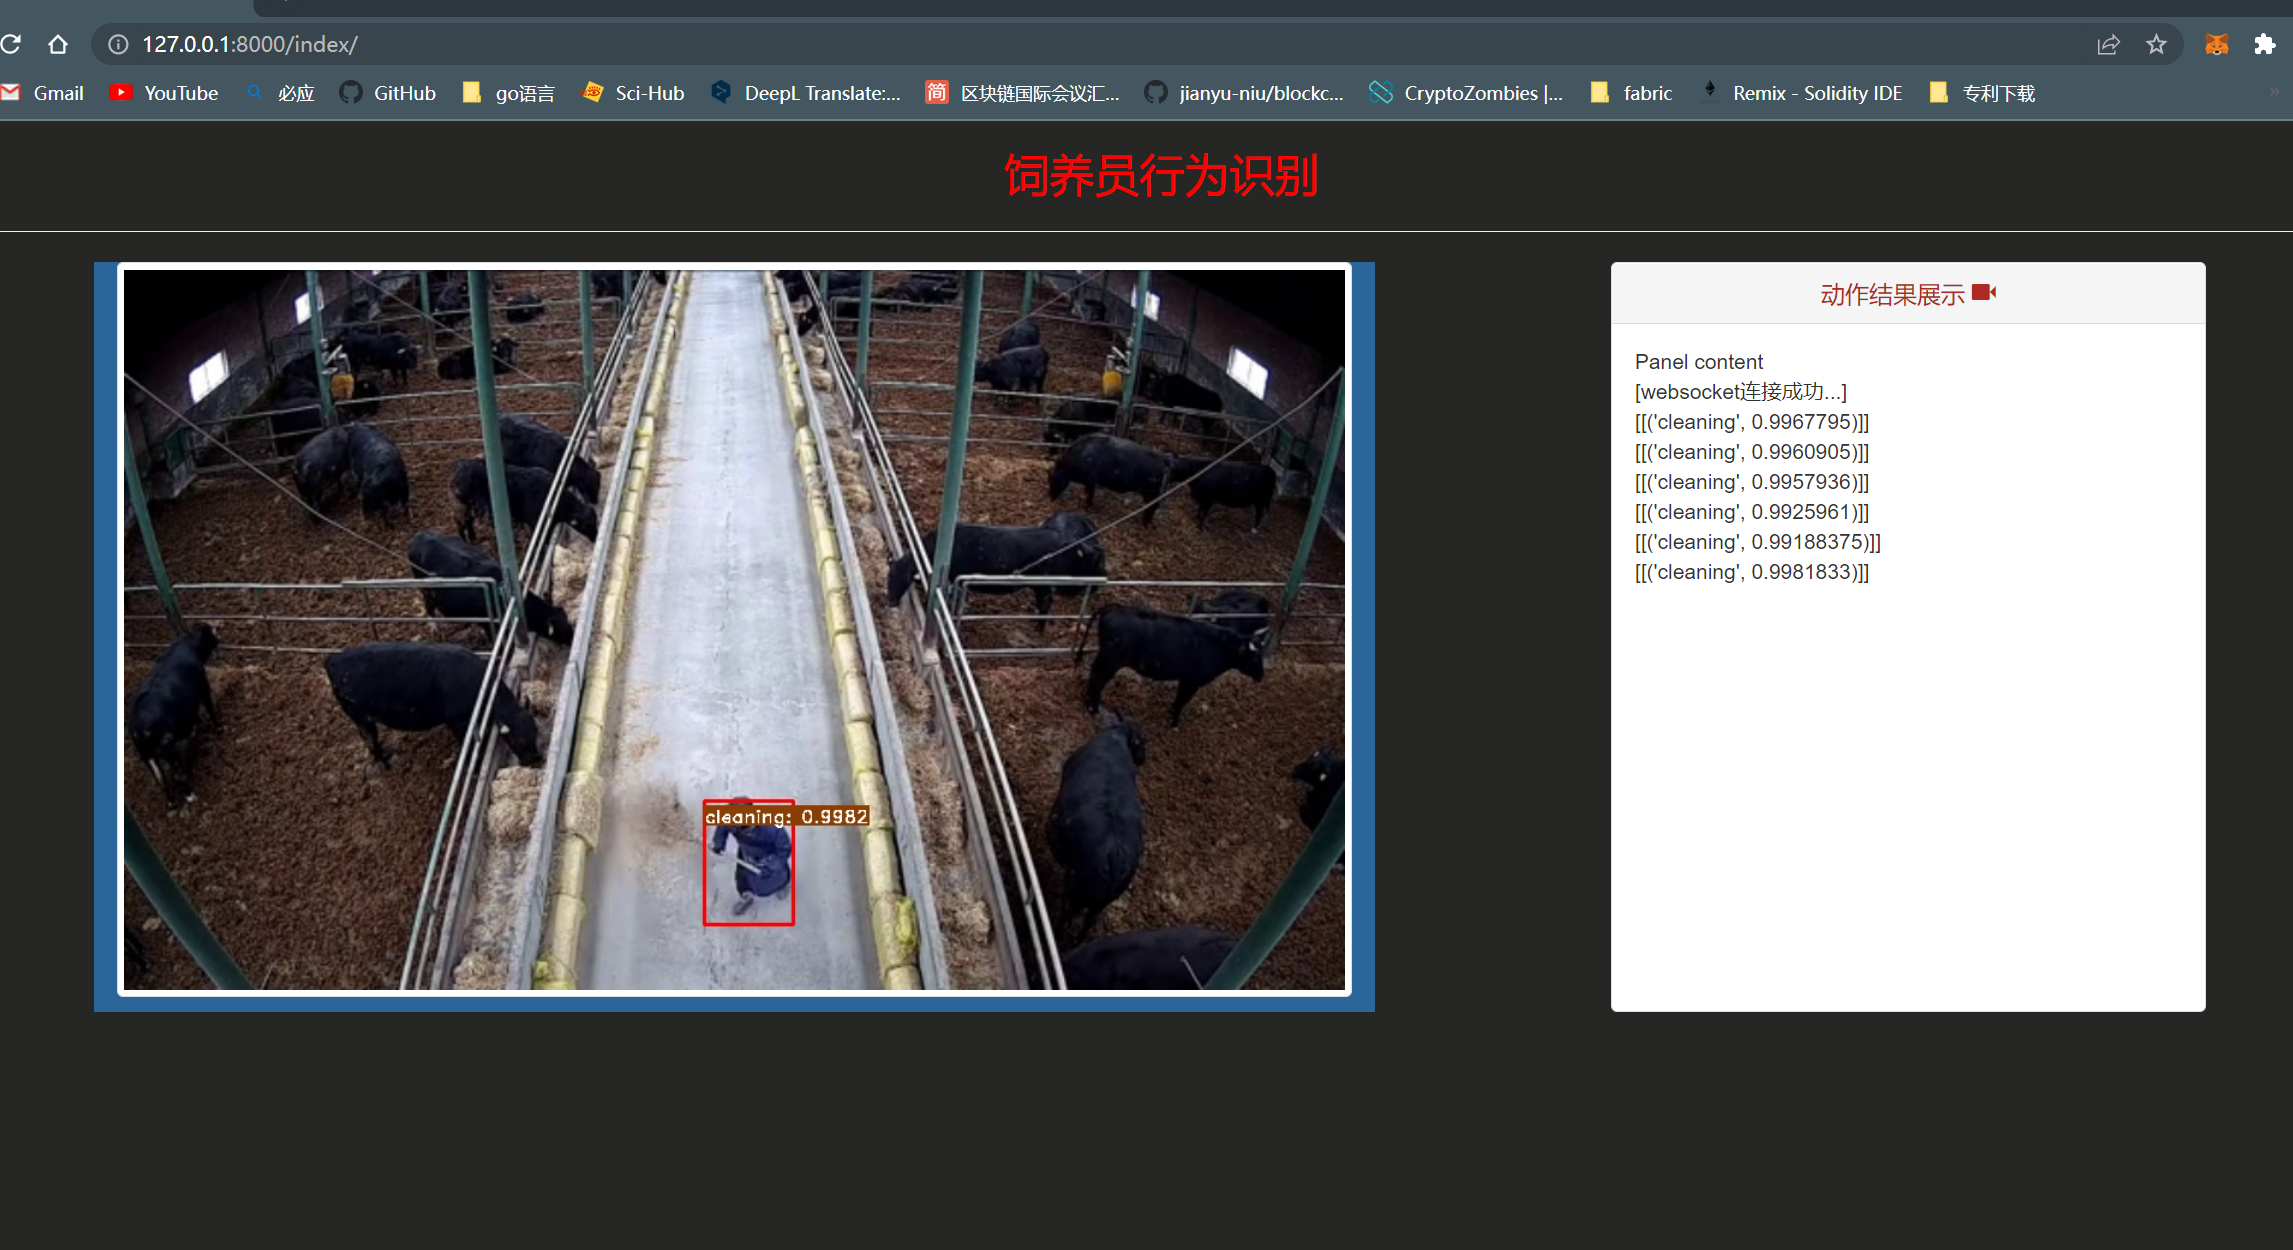 127.0.0.1:8000/index/
Gmail YouTube 必应 GitHub go语言 Sci-Hub DeepL Translate:... 区块链国际会议汇... jianyu-niu/blockc... CryptoZombies |... fabric Remix - Solidity IDE 专利下载 »
饲养员行为识别
cleaning: 0.9982
动作结果展示
Panel content
[websocket连接成功...]
[[('cleaning', 0.9967795)]]
[[('cleaning', 0.9960905)]]
[[('cleaning', 0.9957936)]]
[[('cleaning', 0.9925961)]]
[[('cleaning', 0.99188375)]]
[[('cleaning', 0.9981833)]]